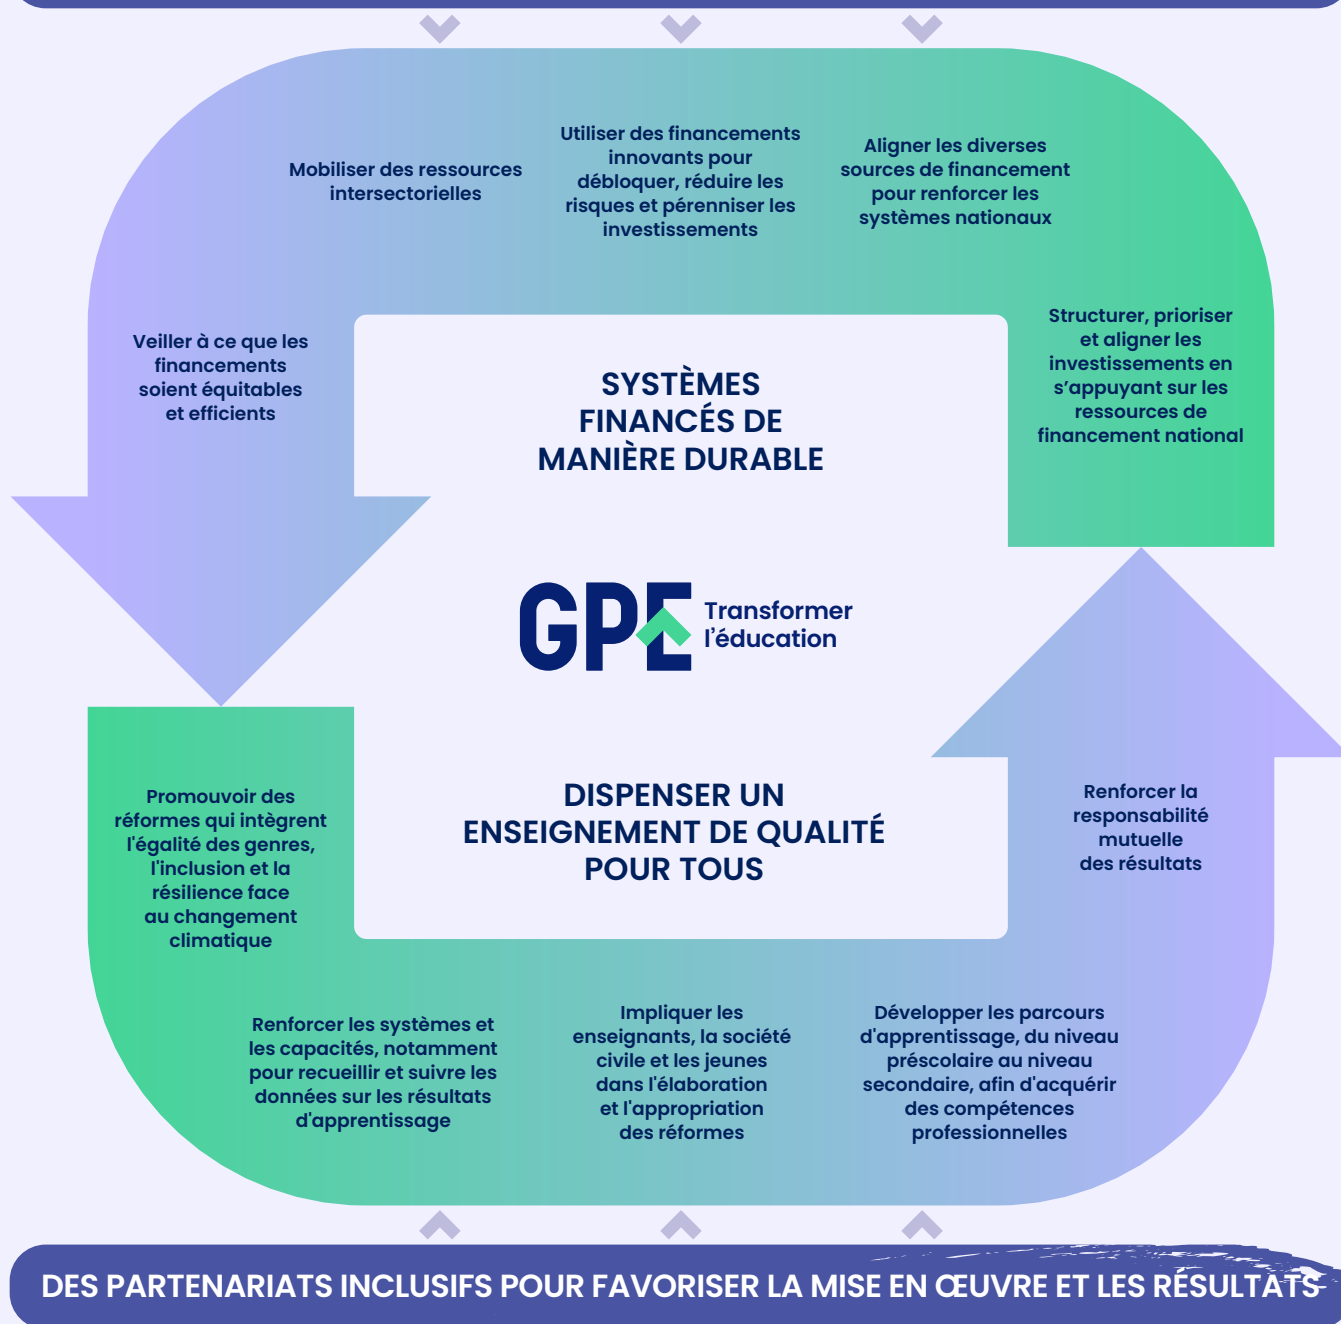 Mobiliser des ressources
intersectorielles
Utiliser des financements
innovants pour
débloquer, réduire les
risques et pérenniser les
investissements
Aligner les diverses
sources de financement
pour renforcer les
systèmes nationaux
Veiller à ce que les
financements
soient équitables
et efficients
SYSTÈMES
FINANCÉS DE
MANIÈRE DURABLE
Structurer, prioriser
et aligner les
investissements en
s’appuyant sur les
ressources de
financement national
GPE
Transformer
l’éducation
DISPENSER UN
ENSEIGNEMENT DE QUALITÉ
POUR TOUS
Promouvoir des
réformes qui intègrent
l'égalité des genres,
l'inclusion et la
résilience face
au changement
climatique
Renforcer la
responsabilité
mutuelle
des résultats
Renforcer les systèmes et
les capacités, notamment
pour recueillir et suivre les
données sur les résultats
d'apprentissage
Impliquer les
enseignants, la société
civile et les jeunes
dans l'élaboration
et l'appropriation
des réformes
Développer les parcours
d'apprentissage, du niveau
préscolaire au niveau
secondaire, afin d'acquérir
des compétences
professionnelles
DES PARTENARIATS INCLUSIFS POUR FAVORISER LA MISE EN ŒUVRE ET LES RÉSULTATS